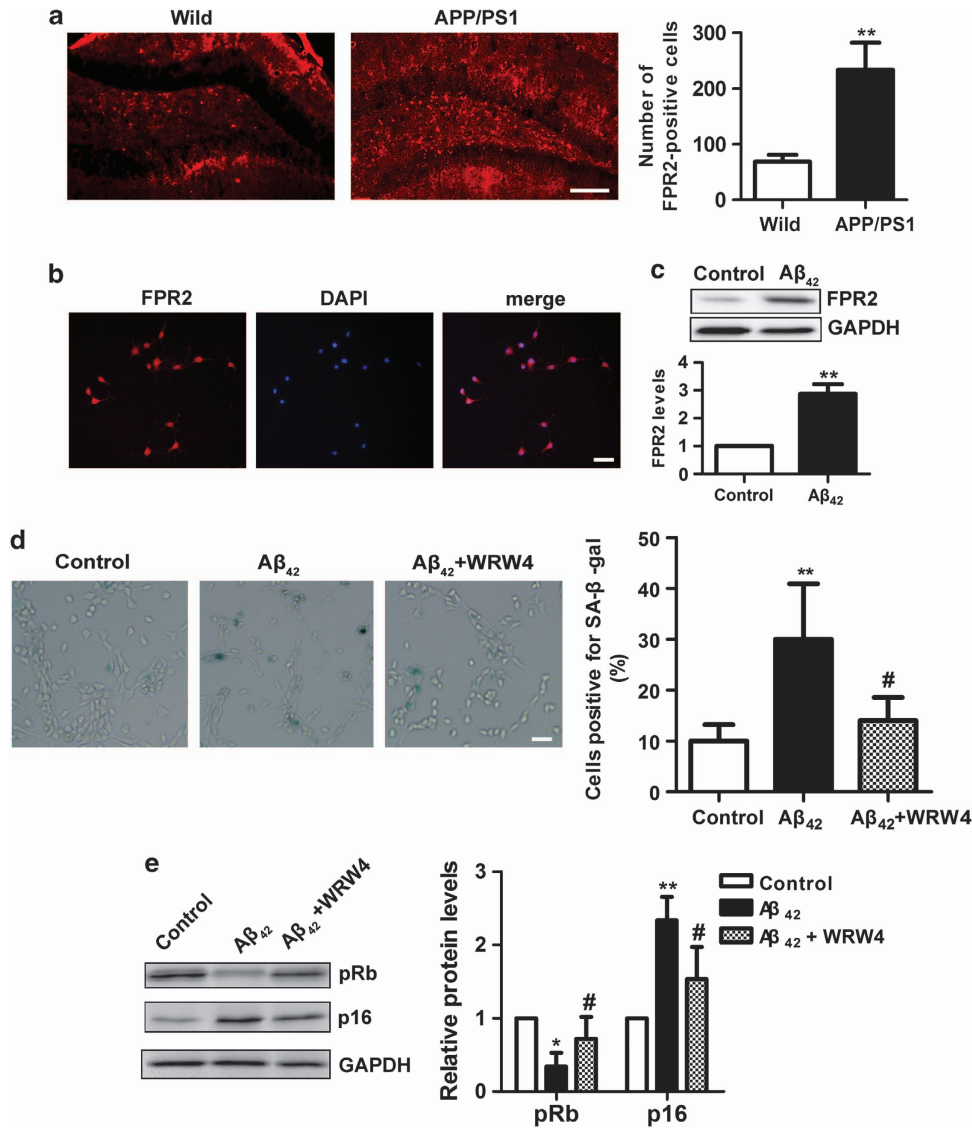 a
Wild
APP/PS1
Number of
FPR2-positive cells
300
200
100
0
**
Wild
APP/PS1
b
FPR2
DAPI
merge
c
Control
Aβ42
FPR2
GAPDH
FPR2 levels
4
3
2
1
0
**
Control
Aβ42
d
Control
Aβ42
Aβ42+WRW4
Cells positive for SA-β -gal
(%)
50
40
30
20
10
0
**
#
Control
Aβ42
Aβ42+WRW4
e
Control
Aβ42
Aβ42+WRW4
pRb
p16
GAPDH
Relative protein levels
3
2
1
0
*
#
**
#
pRb
p16
Control
Aβ 42
Aβ 42 + WRW4